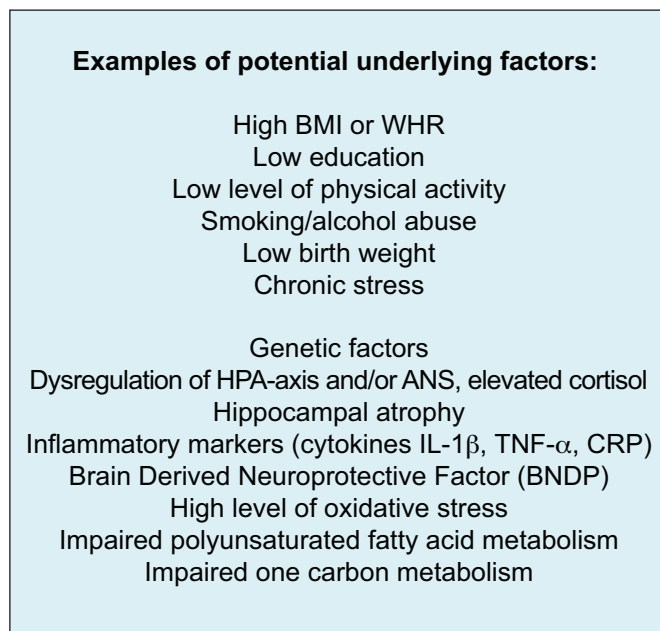 Examples of potential underlying factors:
High BMI or WHR
Low education
Low level of physical activity
Smoking/alcohol abuse
Low birth weight
Chronic stress
Genetic factors
Dysregulation of HPA-axis and/or ANS, elevated cortisol
Hippocampal atrophy
Inflammatory markers (cytokines IL-1β, TNF-α, CRP)
Brain Derived Neuroprotective Factor (BNDP)
High level of oxidative stress
Impaired polyunsaturated fatty acid metabolism
Impaired one carbon metabolism